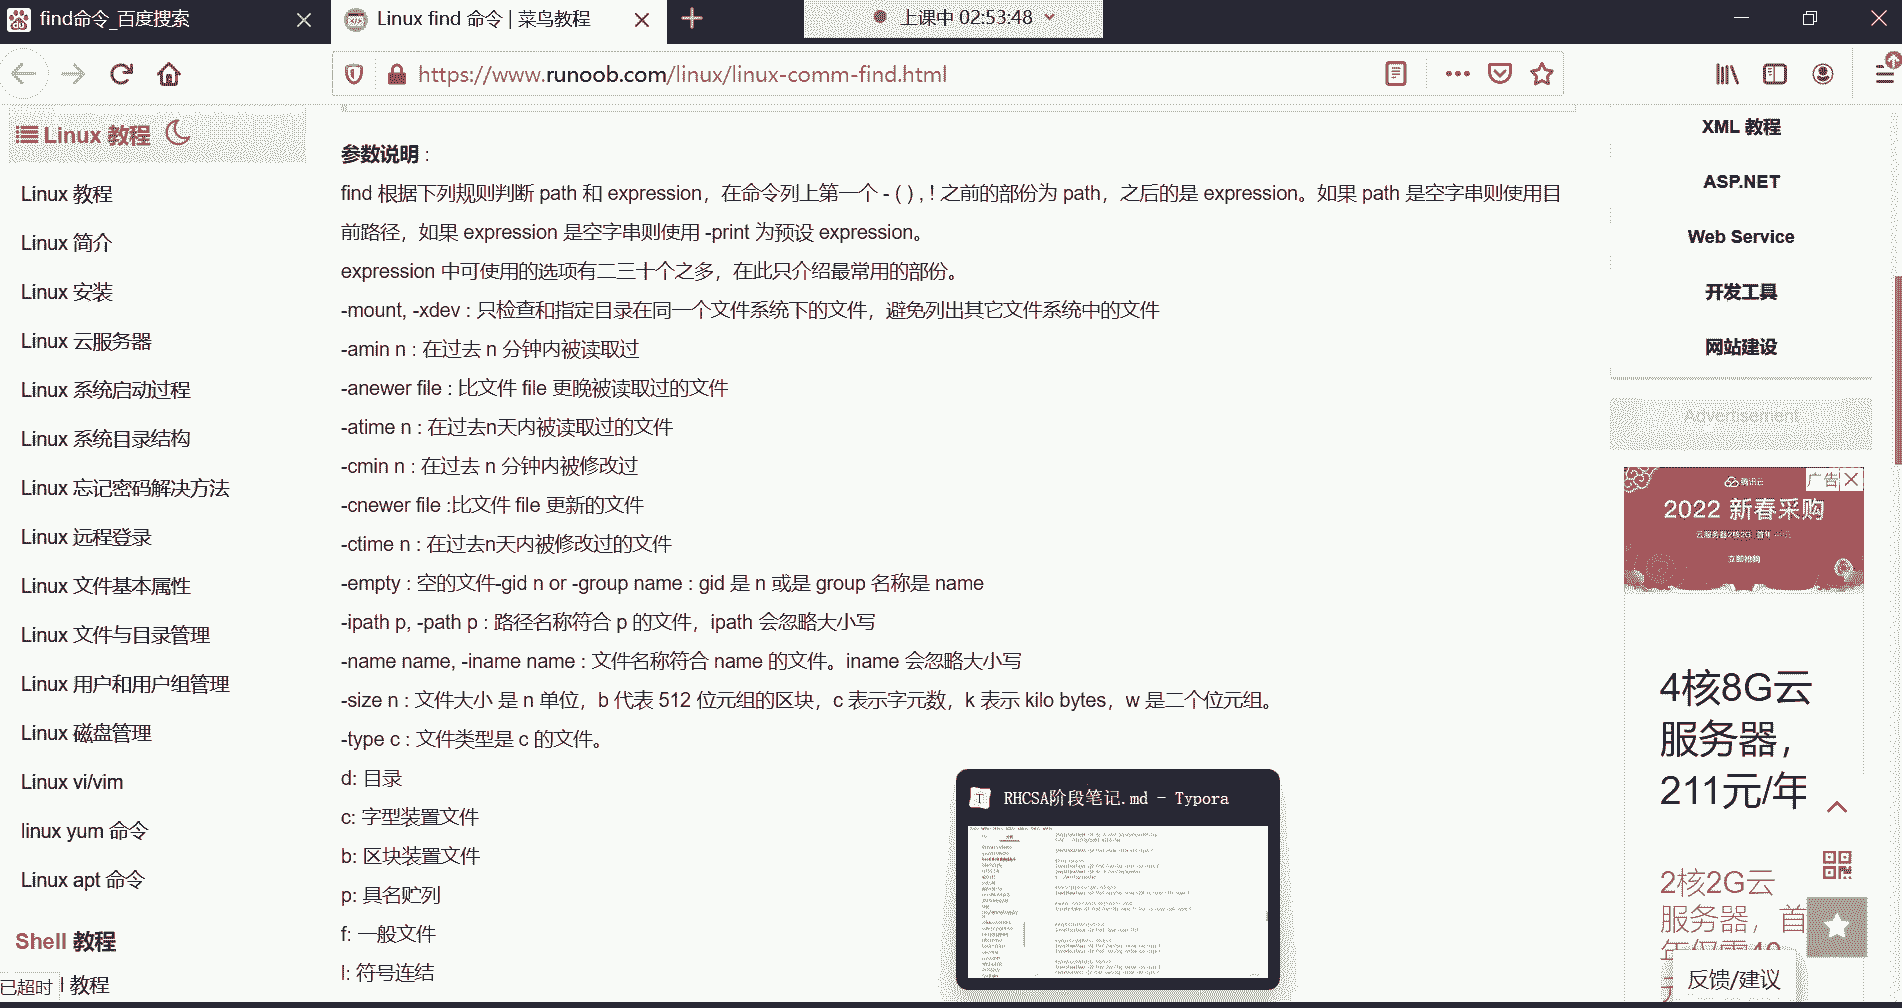 find命令_百度搜索
Linux find 命令 | 菜鸟教程
上课中 02:53:48
https://www.runoob.com/linux/linux-comm-find.html
Linux 教程
Linux 教程
Linux 简介
Linux 安装
Linux 云服务器
Linux 系统启动过程
Linux 系统目录结构
Linux 忘记密码解决方法
Linux 远程登录
Linux 文件基本属性
Linux 文件与目录管理
Linux 用户和用户组管理
Linux 磁盘管理
Linux vi/vim
linux yum 命令
Linux apt 命令
Shell 教程
已超时
教程
参数说明 :
find 根据下列规则判断 path 和 expression，在命令列上第一个 - ( ) , ! 之前的部份为 path，之后的是 expression。如果 path 是空字串则使用目
前路径，如果 expression 是空字串则使用 -print 为预设 expression。
expression 中可使用的选项有二三十个之多，在此只介绍最常用的部份。
-mount, -xdev : 只检查和指定目录在同一个文件系统下的文件，避免列出其它文件系统中的文件
-amin n : 在过去 n 分钟内被读取过
-anewer file : 比文件 file 更晚被读取过的文件
-atime n : 在过去n天内被读取过的文件
-cmin n : 在过去 n 分钟内被修改过
-cnewer file :比文件 file 更新的文件
-ctime n : 在过去n天内被修改过的文件
-empty : 空的文件-gid n or -group name : gid 是 n 或是 group 名称是 name
-ipath p, -path p : 路径名称符合 p 的文件，ipath 会忽略大小写
-name name, -iname name : 文件名称符合 name 的文件。iname 会忽略大小写
-size n : 文件大小 是 n 单位，b 代表 512 位元组的区块，c 表示字元数，k 表示 kilo bytes，w 是二个位元组。
-type c : 文件类型是 c 的文件。
d: 目录
c: 字型装置文件
b: 区块装置文件
p: 具名贮列
f: 一般文件
l: 符号连结
RHCSA阶段笔记.md - Typora
XML 教程
ASP.NET
Web Service
开发工具
网站建设
Advertisement
广告
腾讯云
2022 新春采购
云服务器2核2G 首年
立即抢购
4核8G云
服务器，
211元/年
2核2G云
服务器，首
反馈/建议